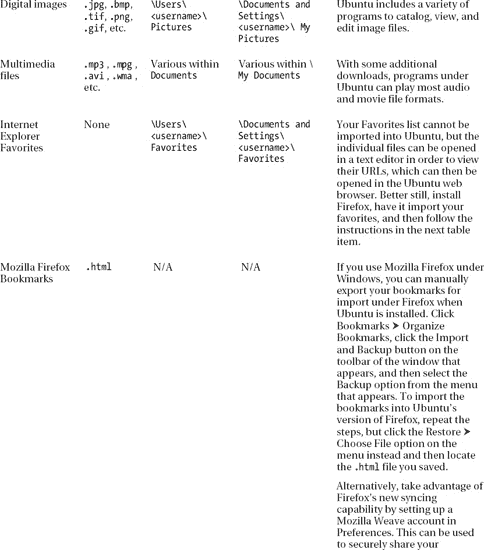 Digital images .jpg, .bmp, \Users\ \Documents and Ubuntu includes a variety of
.tif, .png, <username>\ Settings\ programs to catalog, view, and
.gif, etc. Pictures <username>\ My edit image files.
Pictures
Multimedia .mp3, .mpg, Various within Various within \ With some additional
files .avi, .wma, Documents My Documents downloads, programs under
etc. Ubuntu can play most audio
and movie file formats.
Internet None \Users\ \Documents and Your Favorites list cannot be
Explorer <username>\ Settings\ imported into Ubuntu, but the
Favorites Favorites <username>\ individual files can be opened
Favorites in a text editor in order to view
their URLs, which can then be
opened in the Ubuntu web
browser. Better still, install
Firefox, have it import your
favorites, and then follow the
instructions in the next table
item.
Mozilla Firefox .html N/A N/A If you use Mozilla Firefox under
Bookmarks Windows, you can manually
export your bookmarks for
import under Firefox when
Ubuntu is installed. Click
Bookmarks ➤ Organize
Bookmarks, click the Import
and Backup button on the
toolbar of the window that
appears, and then select the
Backup option from the menu
that appears. To import the
bookmarks into Ubuntu's
version of Firefox, repeat the
steps, but click the Restore ➤
Choose File option on the
menu instead and then locate
the .html file you saved.
Alternatively, take advantage of
Firefox's new syncing
capability by setting up a
Mozilla Weave account in
Preferences. This can be used
to securely share your